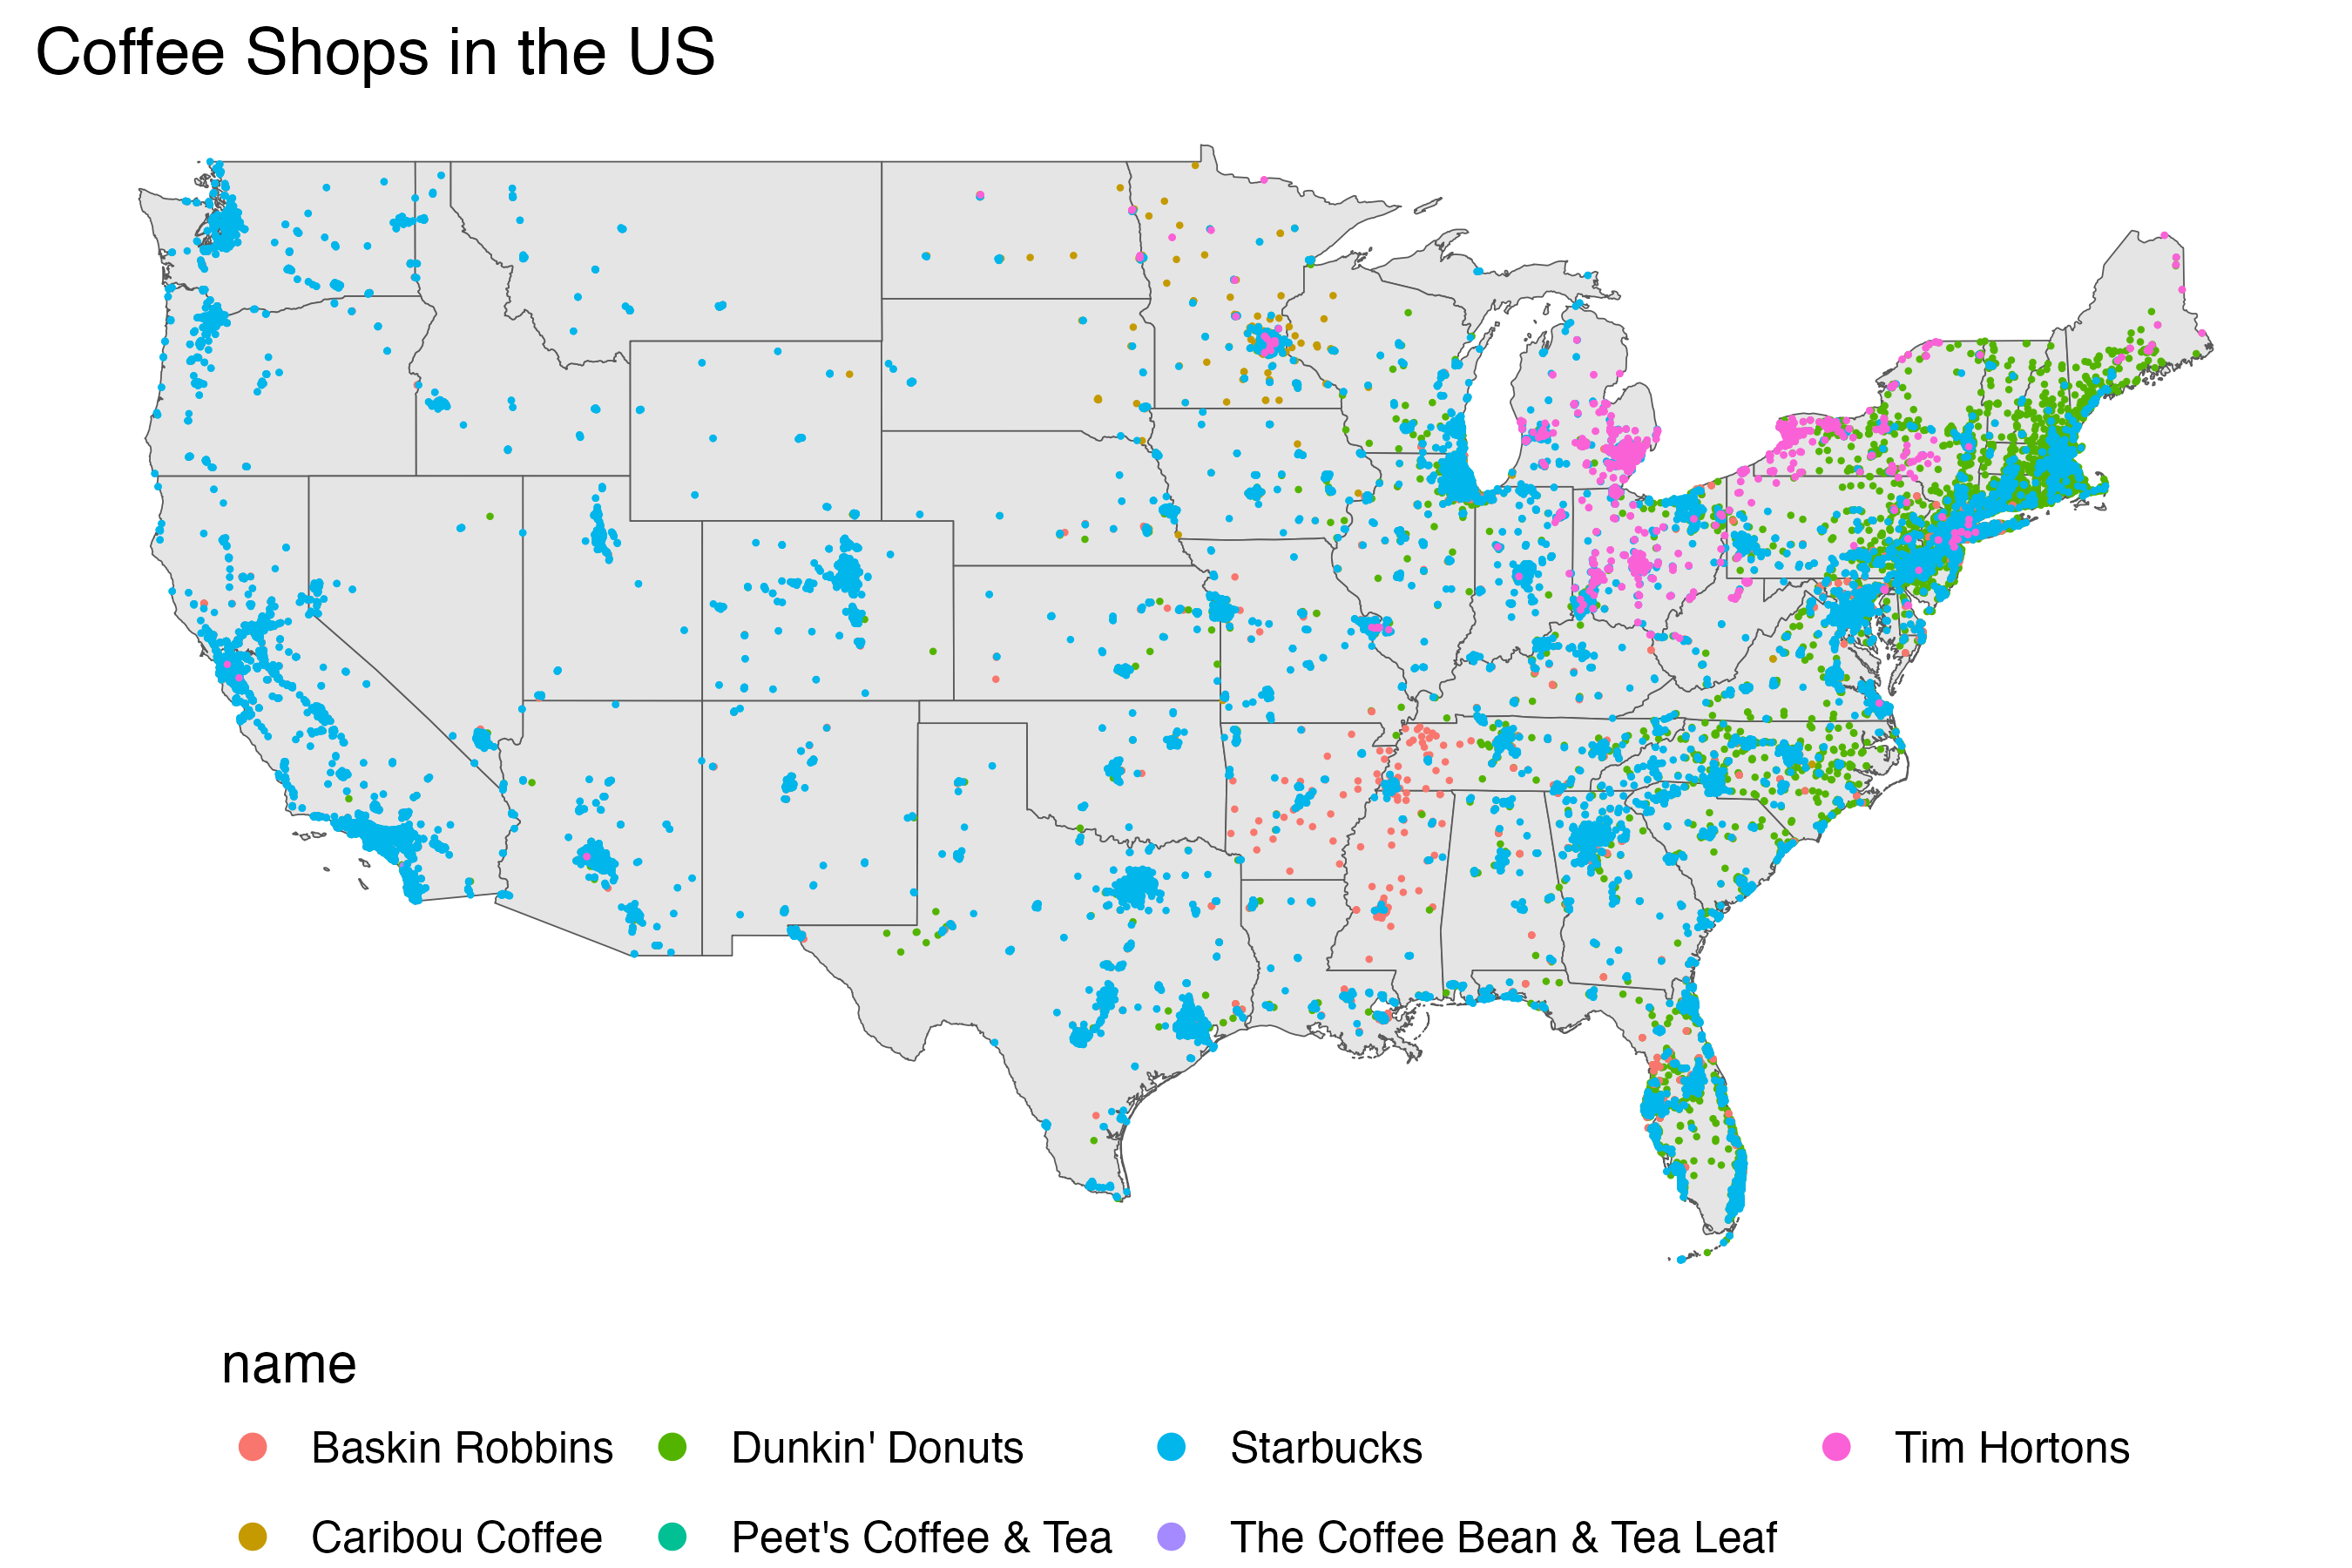 Coffee Shops in the US
name
Baskin Robbins
Dunkin' Donuts
Starbucks
Tim Hortons
Caribou Coffee
Peet's Coffee & Tea
The Coffee Bean & Tea Leaf